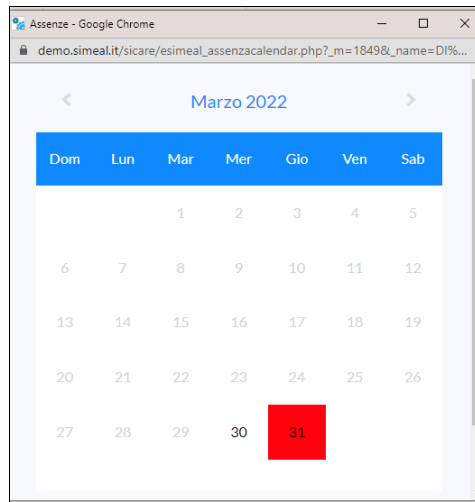 Assenze - Google Chrome
demo.simeal.it/sicare/esimeal_assenzacalendar.php?_m=1849&_name=DI%...
Marzo 2022
Dom Lun Mar Mer Gio Ven Sab
1 2 3 4 5
6 7 8 9 10 11 12
13 14 15 16 17 18 19
20 21 22 23 24 25 26
27 28 29 30 31